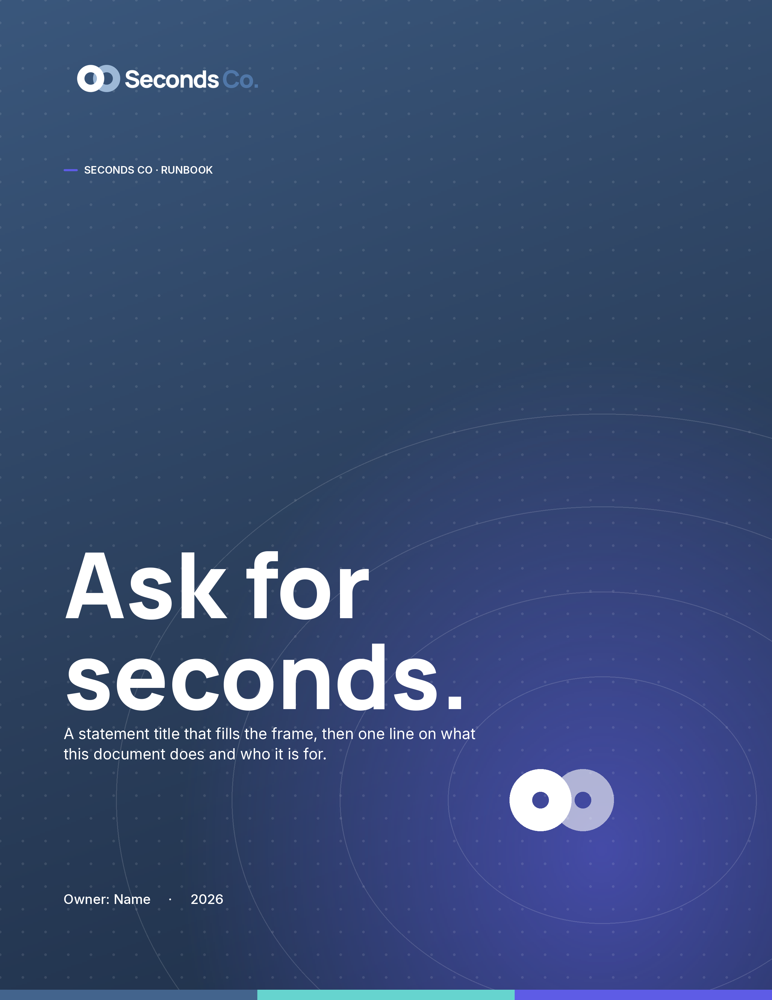 Seconds Co.
SECONDS CO · RUNBOOK
Ask for
seconds.
A statement title that fills the frame, then one line on what
this document does and who it is for.
Owner: Name · 2026